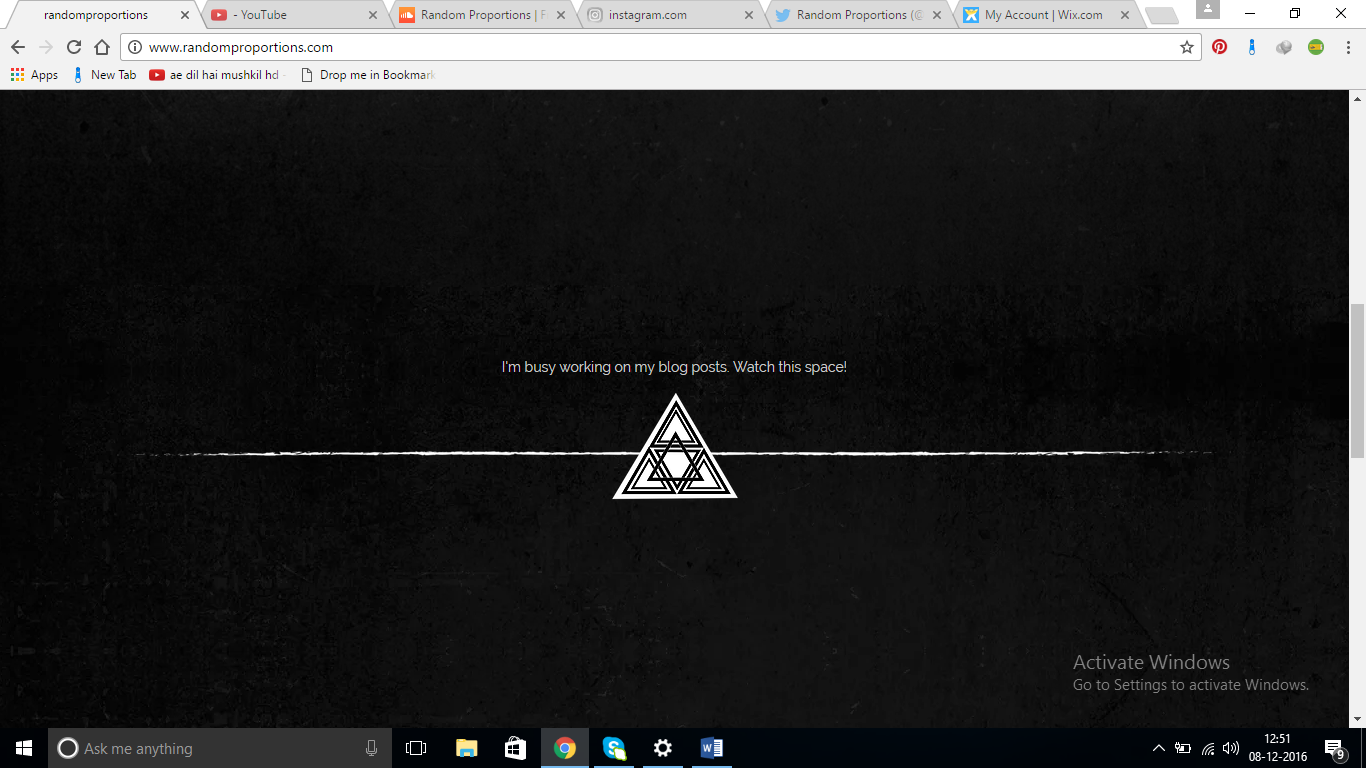 randomproportions
- YouTube
Random Proportions | F
instagram.com
Random Proportions (@
My Account | Wix.com
www.randomproportions.com
Apps
New Tab
ae dil hai mushkil hd -
Drop me in Bookmark
I'm busy working on my blog posts. Watch this space!
Activate Windows
Go to Settings to activate Windows.
Ask me anything
12:51
08-12-2016
9